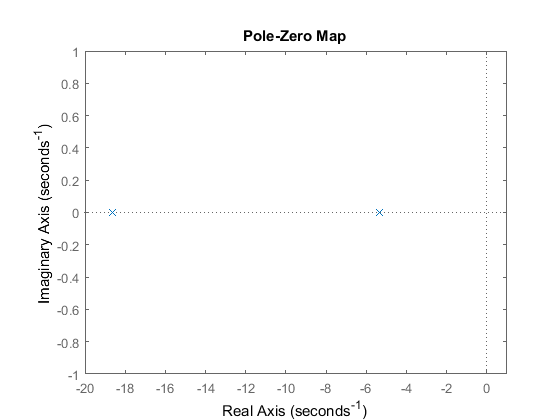 Pole-Zero Map
Imaginary Axis (seconds⁻¹)
1
0.8
0.6
0.4
0.2
0
-0.2
-0.4
-0.6
-0.8
-1
-20 -18 -16 -14 -12 -10 -8 -6 -4 -2 0
Real Axis (seconds⁻¹)